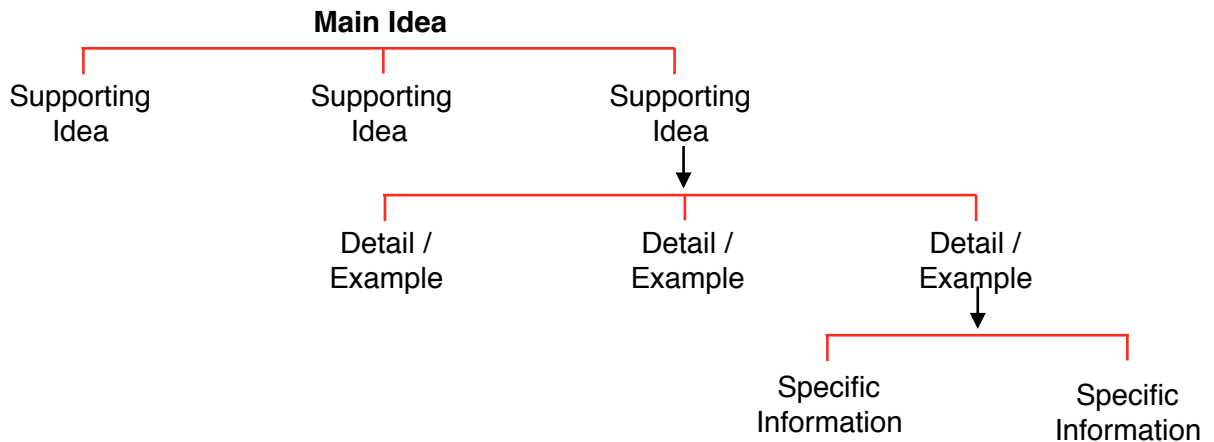 Main Idea
Supporting
Idea
Supporting
Idea
Supporting
Idea
Detail /
Example
Detail /
Example
Detail /
Example
Specific
Information
Specific
Information